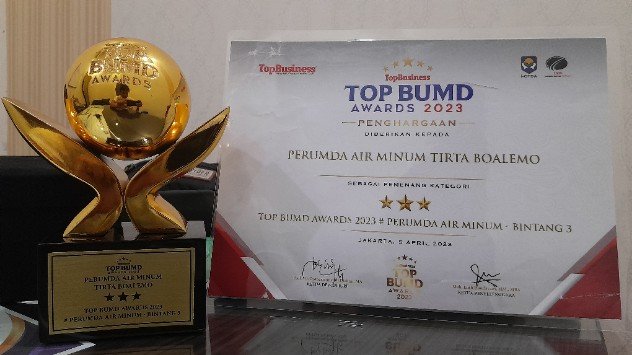 BUMD
AWARDS
TOP BUMD
PERUMDA AIR MINUM
TIRTA BOALEMO
TOP BUMD AWARDS 2023
# PERUMDA AIR MINUM - BINTANG 3
TopBusiness
TopBusiness
TOP BUMD
AWARDS 2023
PENGHARGAAN
DIBERIKAN KEPADA
PERUMDA AIR MINUM TIRTA BOALEMO
SEBAGAI PEMENANG KATEGORI
TOP BUMD AWARDS 2023 # PERUMDA AIR MINUM - BINTANG 3
JAKARTA, 5 APRIL 2023
TOP
BUMD
AWARDS
2023